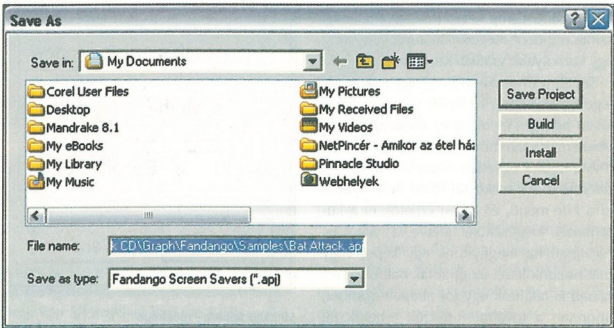 Save As
Save in: My Documents
Corel User Files
Desktop
Mandrake 8.1
My eBooks
My Library
My Music
My Pictures
My Received Files
My Videos
NetPincér - Amikor az étel ház
Pinnacle Studio
Webhelyek
Save Project
Build
Install
Cancel
File name: k CD\Graph\Fandango\Samples\Bat Attack.apj
Save as type: Fandango Screen Savers (*.apj)